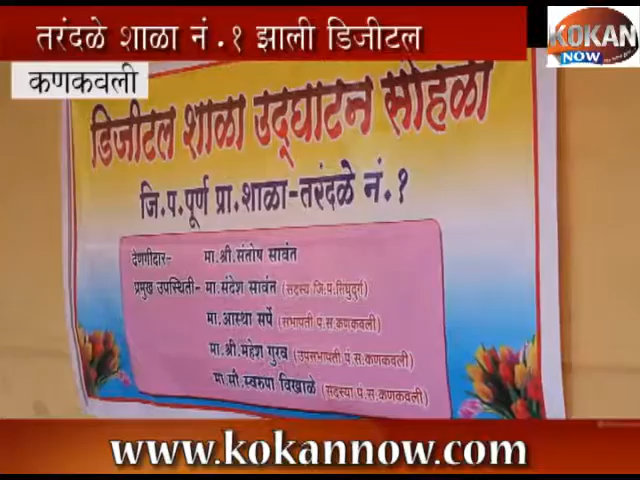 तरंदळे शाळा नं.१ झाली डिजीटल
KOKAN
NOW
कणकवली
डिजीटल शाळा उद्घाटन सोहळा
जि.प.पूर्ण प्रा.शाळा-तरंदळे नं.१
देणगीदार- मा.श्री.संतोष सावंत
प्रमुख उपस्थिती- मा.संदेश सावंत (सदस्य जि.प.सिंधुदुर्ग)
मा.आस्था सर्पे (सभापती पं.स.कणकवली)
मा.श्री.महेश गुरव (उपसभापती पं.स.कणकवली)
मा.सौ.स्वरुपा विखाळे (सदस्या पं.स.कणकवली)
www.kokannow.com